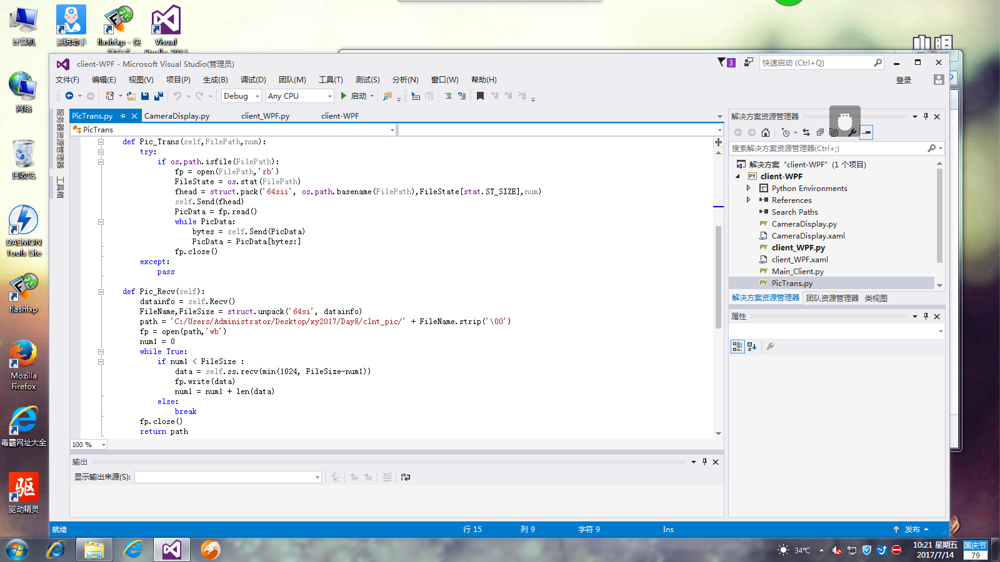 计算机
系统助手
flashfxp - 快
捷方式
Visual
Studio 2015
网络
回收站
DAEMON
Tools Lite
flashfxp
Mozilla
Firefox
毒霸网址大全
驱
驱动精灵
client-WPF - Microsoft Visual Studio(管理员)
3
快速启动 (Ctrl+Q)
文件(F) 编辑(E) 视图(V) 项目(P) 生成(B) 调试(D) 团队(M) 工具(T) 测试(S) 分析(N) 窗口(W) 帮助(H)
登录
Debug Any CPU 启动
服务器资源管理器
工具箱
PicTrans.py CameraDisplay.py client_WPF.py client-WPF
PicTrans
def Pic_Trans(self,FilePath,num):
try:
if os.path.isfile(FilePath):
fp = open(FilePath,'rb')
FileState = os.stat(FilePath)
fhead = struct.pack('64sii', os.path.basename(FilePath),FileState[stat.ST_SIZE],num)
self.Send(fhead)
PicData = fp.read()
while PicData:
bytes = self.Send(PicData)
PicData = PicData[bytes:]
fp.close()
except:
pass
def Pic_Recv(self):
datainfo = self.Recv()
FileName,FileSize = struct.unpack('64si', datainfo)
path = 'C:/Users/Administrator/Desktop/xy2017/Day8/clnt_pic/' + FileName.strip('\00')
fp = open(path,'wb')
num1 = 0
while True:
if num1 < FileSize :
data = self.ss.recv(min(1024, FileSize-num1))
fp.write(data)
num1 = num1 + len(data)
else:
break
fp.close()
return path
100 %
输出
显示输出来源(S):
解决方案资源管理器
搜索解决方案资源管理器(Ctrl+;)
解决方案 “client-WPF” (1 个项目)
PY client-WPF
Python Environments
References
Search Paths
PY CameraDisplay.py
CameraDisplay.xaml
PY client_WPF.py
client_WPF.xaml
PY Main_Client.py
PY PicTrans.py
解决方案资源管理器 团队资源管理器 类视图
属性
就绪 行 15 列 9 字符 9 Ins 发布
34℃
10:21 星期五
2017/7/14
国庆节
79